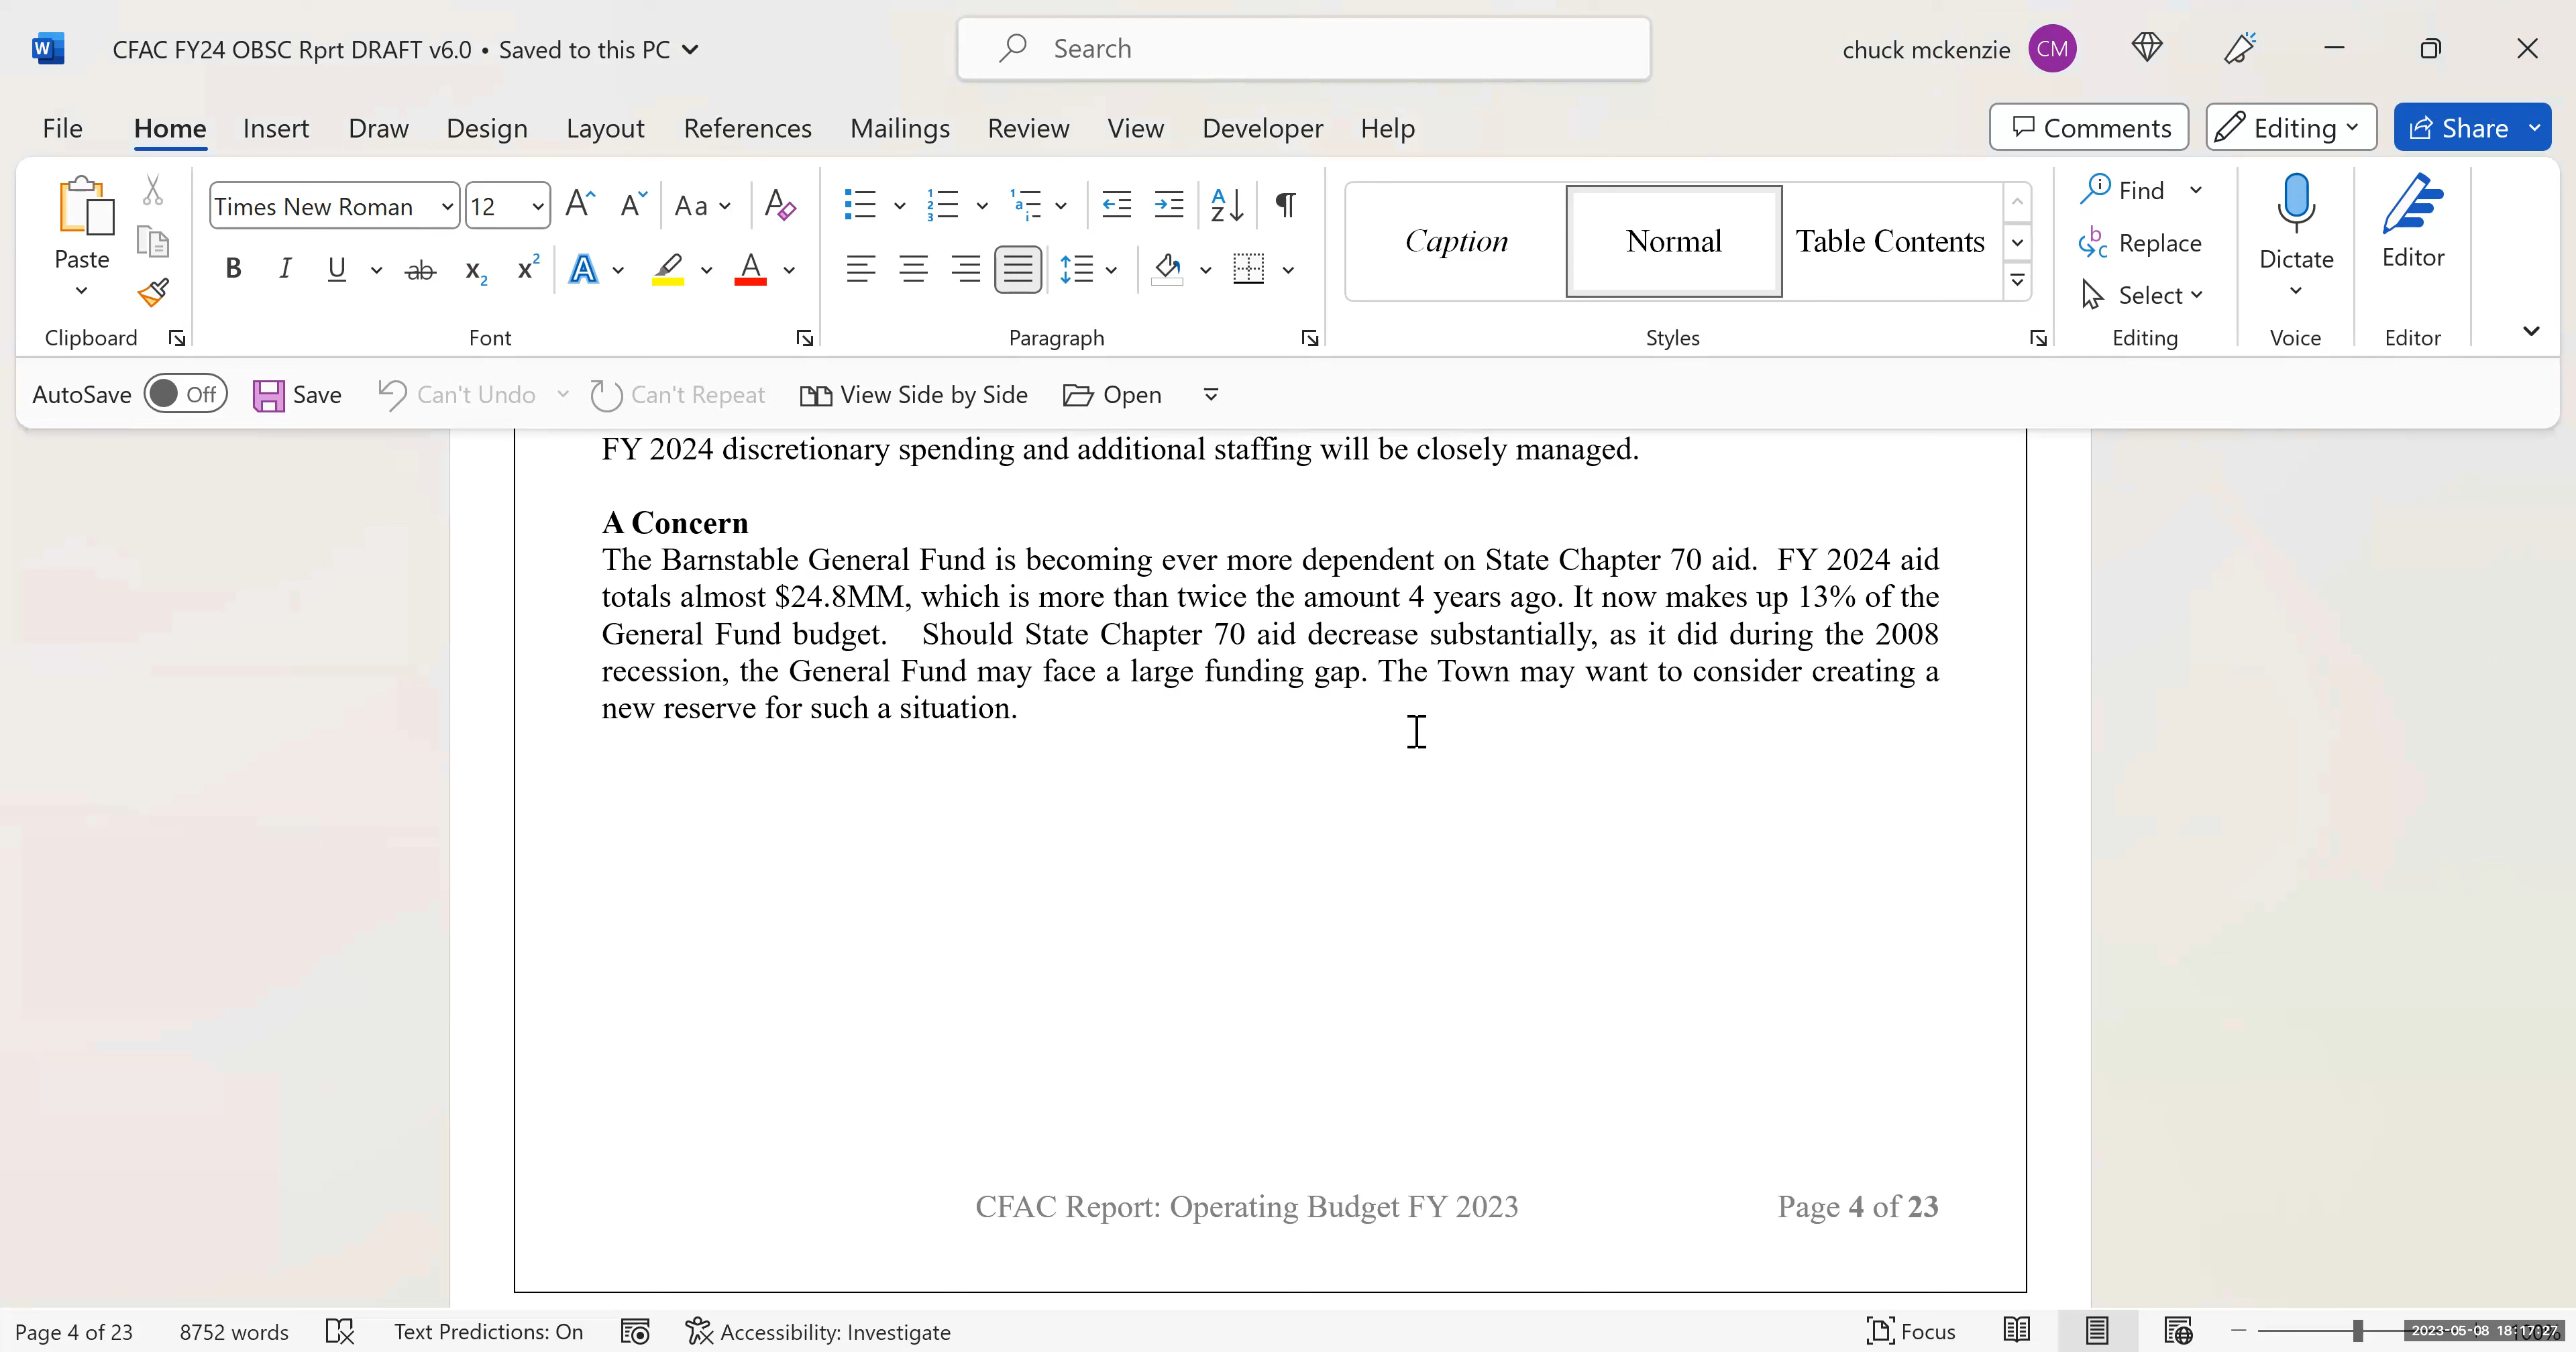 CFAC FY24 OBSC Rprt DRAFT v6.0 • Saved to this PC
Search
chuck mckenzie
CM
File Home Insert Draw Design Layout References Mailings Review View Developer Help
Comments
Editing
Share
Paste
Clipboard
Times New Roman
12
Font
Paragraph
Caption
Normal
Table Contents
Styles
Find
Replace
Select
Editing
Dictate
Voice
Editor
Editor
AutoSave Off Save Can't Undo Can't Repeat View Side by Side Open
FY 2024 discretionary spending and additional staffing will be closely managed.
A Concern
The Barnstable General Fund is becoming ever more dependent on State Chapter 70 aid. FY 2024 aid
totals almost $24.8MM, which is more than twice the amount 4 years ago. It now makes up 13% of the
General Fund budget. Should State Chapter 70 aid decrease substantially, as it did during the 2008
recession, the General Fund may face a large funding gap. The Town may want to consider creating a
new reserve for such a situation.
CFAC Report: Operating Budget FY 2023
Page 4 of 23
Page 4 of 23 8752 words Text Predictions: On Accessibility: Investigate
Focus
2023-05-08 18:17:27